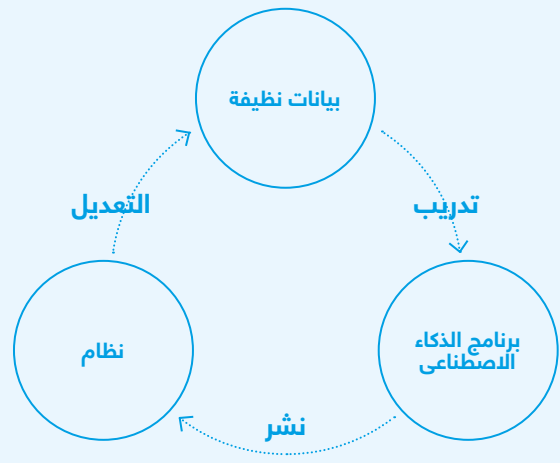 بيانات نظيفة
تدريب
التعديل
برنامج الذكاء
الاصطناعى
نظام
نشر